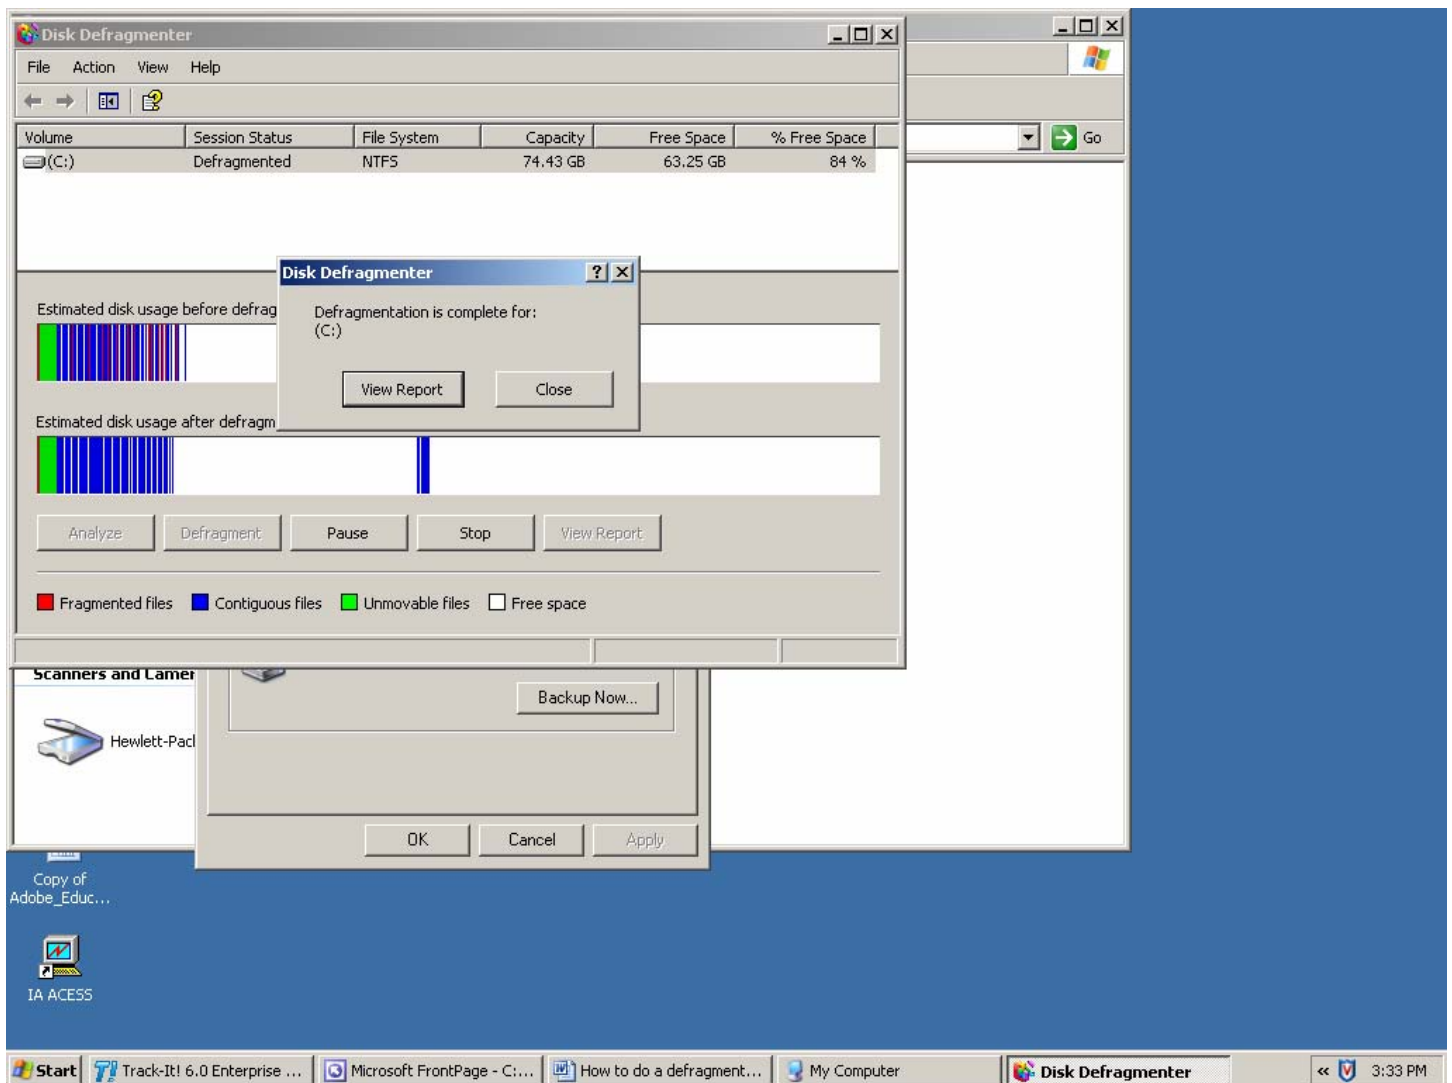 Disk Defragmenter
File Action View Help
Go
Volume Session Status File System Capacity Free Space % Free Space
(C:) Defragmented NTFS 74.43 GB 63.25 GB 84 %
Disk Defragmenter
Defragmentation is complete for:
(C:)
View Report Close
Estimated disk usage before defrag
Estimated disk usage after defragm
Analyze Defragment Pause Stop View Report
Fragmented files Contiguous files Unmovable files Free space
Scanners and Camer
Backup Now...
Hewlett-Pacl
OK Cancel Apply
Copy of
Adobe_Educ...
IA ACESS
Start Track-It! 6.0 Enterprise ... Microsoft FrontPage - C:... How to do a defragment... My Computer Disk Defragmenter « 3:33 PM